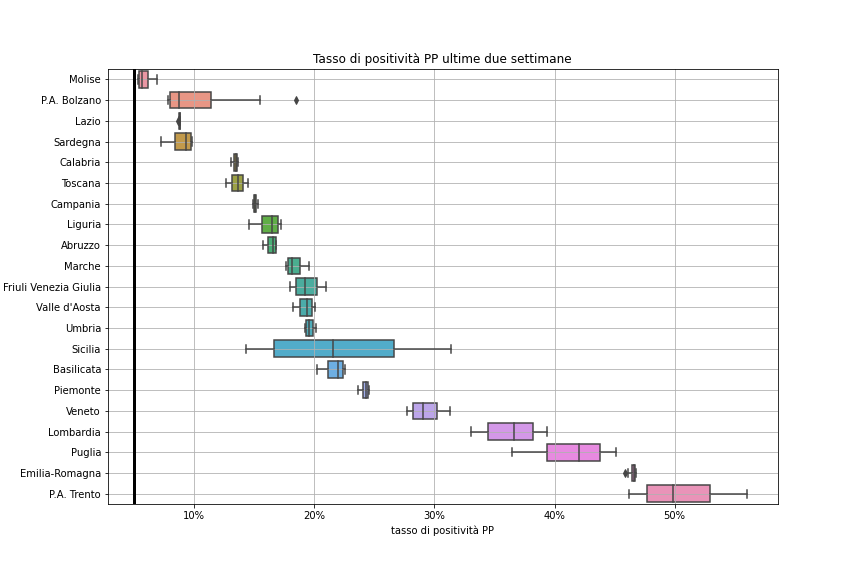 Tasso di positività PP ultime due settimane
Molise
P.A. Bolzano
Lazio
Sardegna
Calabria
Toscana
Campania
Liguria
Abruzzo
Marche
Friuli Venezia Giulia
Valle d'Aosta
Umbria
Sicilia
Basilicata
Piemonte
Veneto
Lombardia
Puglia
Emilia-Romagna
P.A. Trento
10% 20% 30% 40% 50%
tasso di positività PP